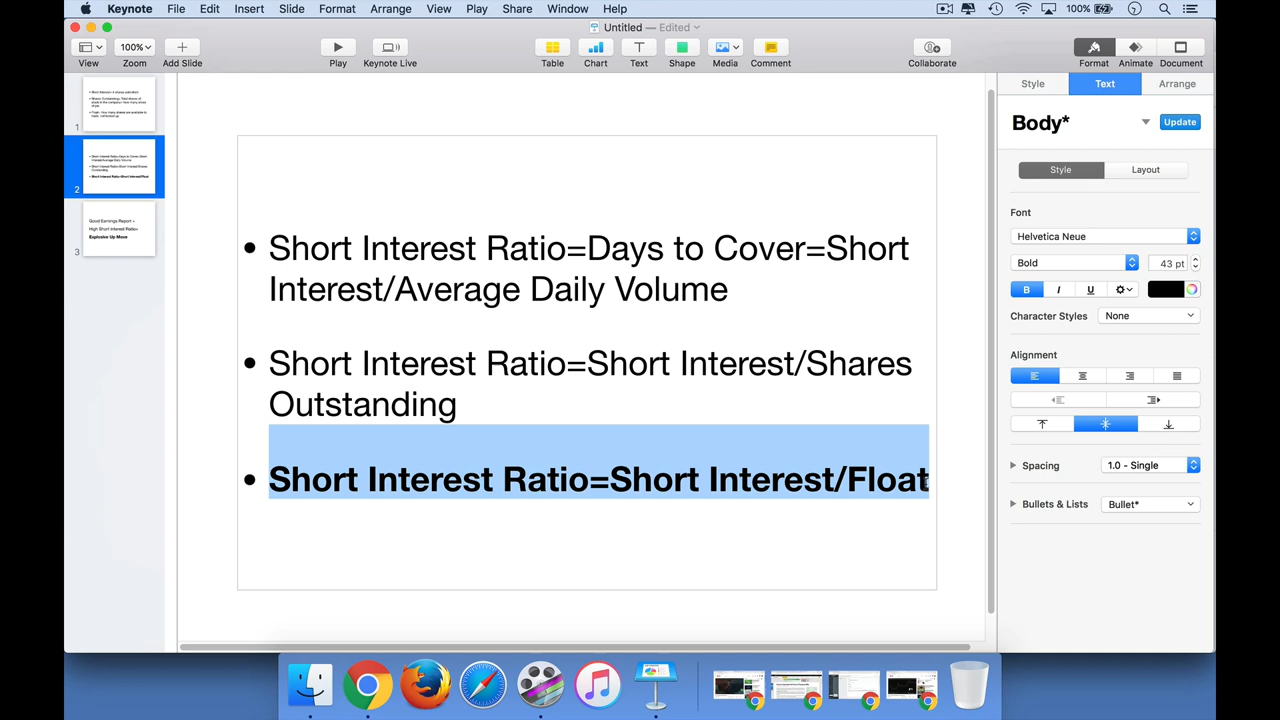 Keynote File Edit Insert Slide Format Arrange View Play Share Window Help 100%
Untitled — Edited
100%
View Zoom Add Slide Play Keynote Live Table Chart Text Shape Media Comment Collaborate Format Animate Document
Style Text Arrange
Body* Update
Style Layout
Font
Helvetica Neue
Bold 43 pt
B I U
Character Styles None
Alignment
Spacing 1.0 - Single
Bullets & Lists Bullet*
1
2
3
Good Earnings Report +
High Short Interest Ratio=
Explosive Up Move
• Short Interest Ratio=Days to Cover=Short
Interest/Average Daily Volume
• Short Interest Ratio=Short Interest/Shares
Outstanding
• Short Interest Ratio=Short Interest/Float